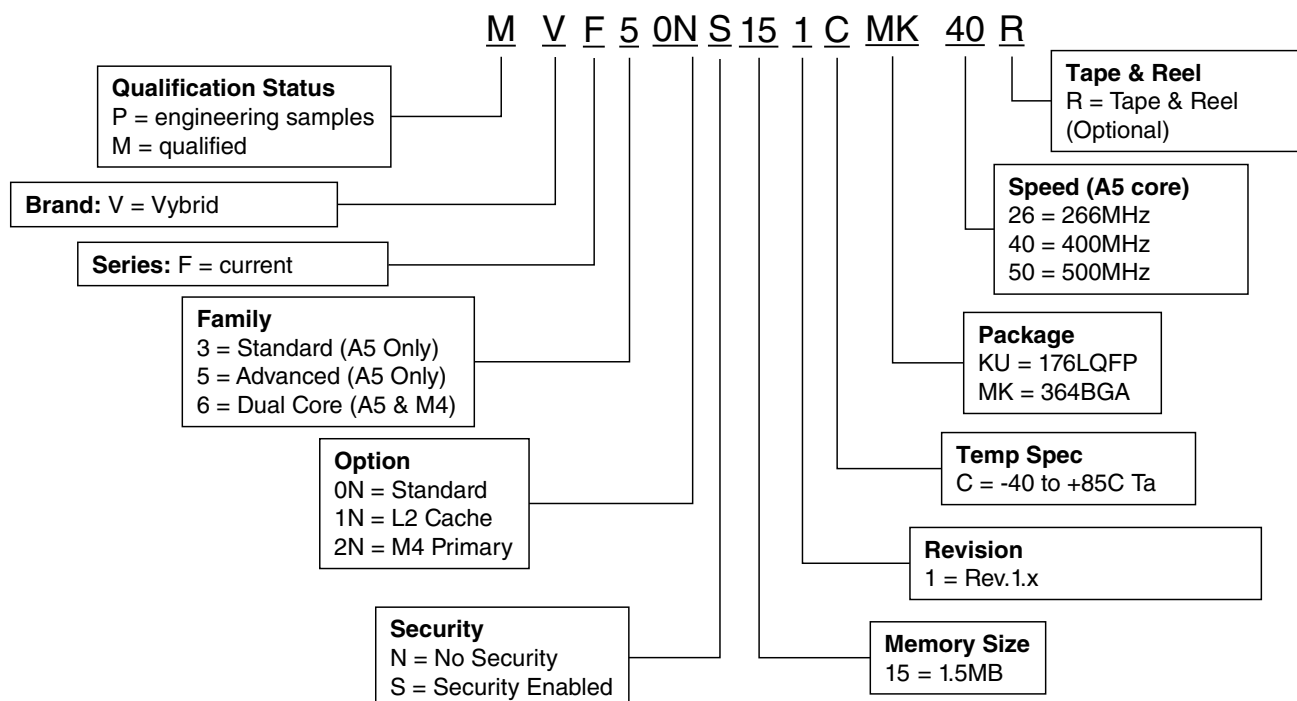 M V F 5 0N S 15 1 C MK 40 R
Qualification Status
P = engineering samples
M = qualified
Brand: V = Vybrid
Series: F = current
Family
3 = Standard (A5 Only)
5 = Advanced (A5 Only)
6 = Dual Core (A5 & M4)
Option
0N = Standard
1N = L2 Cache
2N = M4 Primary
Security
N = No Security
S = Security Enabled
Tape & Reel
R = Tape & Reel
(Optional)
Speed (A5 core)
26 = 266MHz
40 = 400MHz
50 = 500MHz
Package
KU = 176LQFP
MK = 364BGA
Temp Spec
C = -40 to +85C Ta
Revision
1 = Rev.1.x
Memory Size
15 = 1.5MB